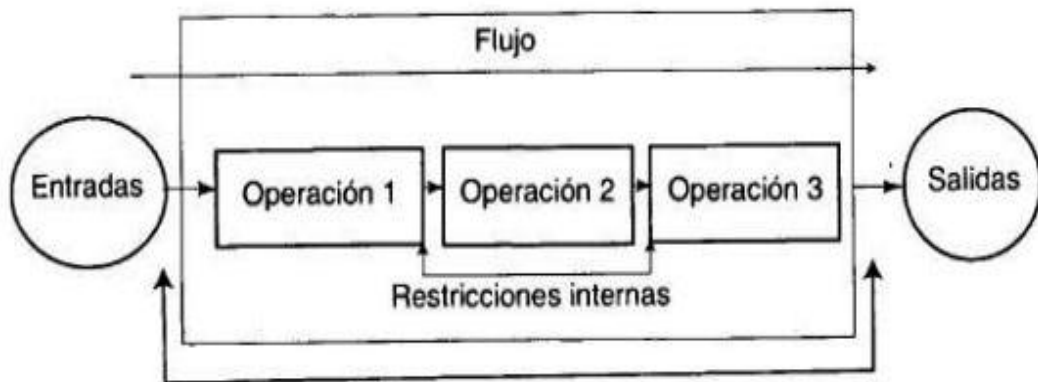 Flujo
Entradas
Operación 1
Operación 2
Operación 3
Salidas
Restricciones internas